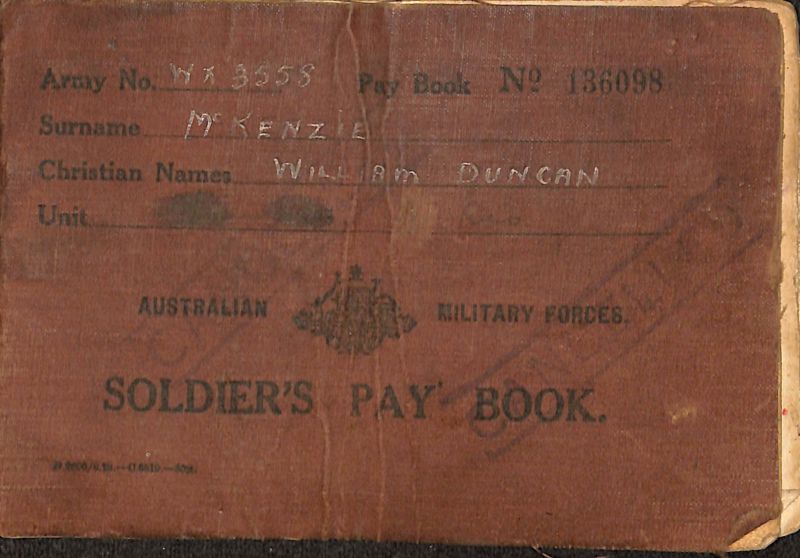 Army No. WX 3558 Pay Book Nº 136098
Surname McKENZIE
Christian Names WILLIAM DUNCAN
Unit
AUSTRALIAN MILITARY FORCES.
SOLDIER'S PAY BOOK.